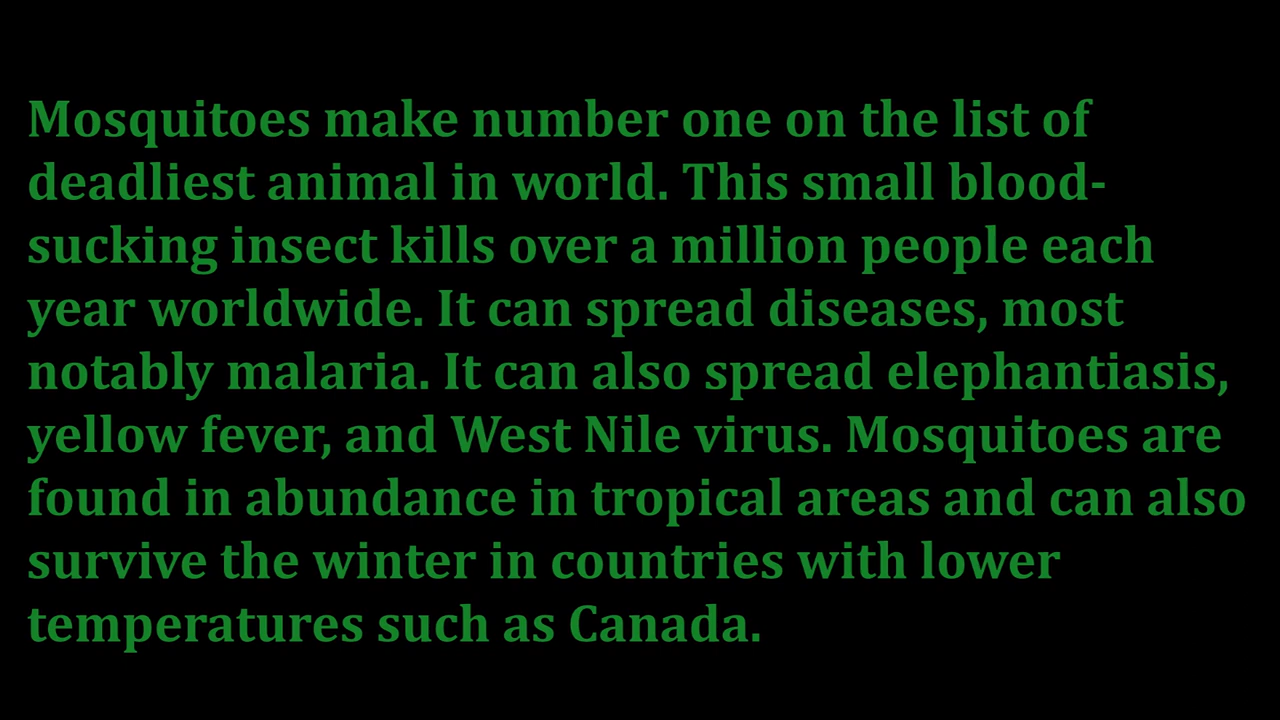 Mosquitoes make number one on the list of
deadliest animal in world. This small blood-
sucking insect kills over a million people each
year worldwide. It can spread diseases, most
notably malaria. It can also spread elephantiasis,
yellow fever, and West Nile virus. Mosquitoes are
found in abundance in tropical areas and can also
survive the winter in countries with lower
temperatures such as Canada.